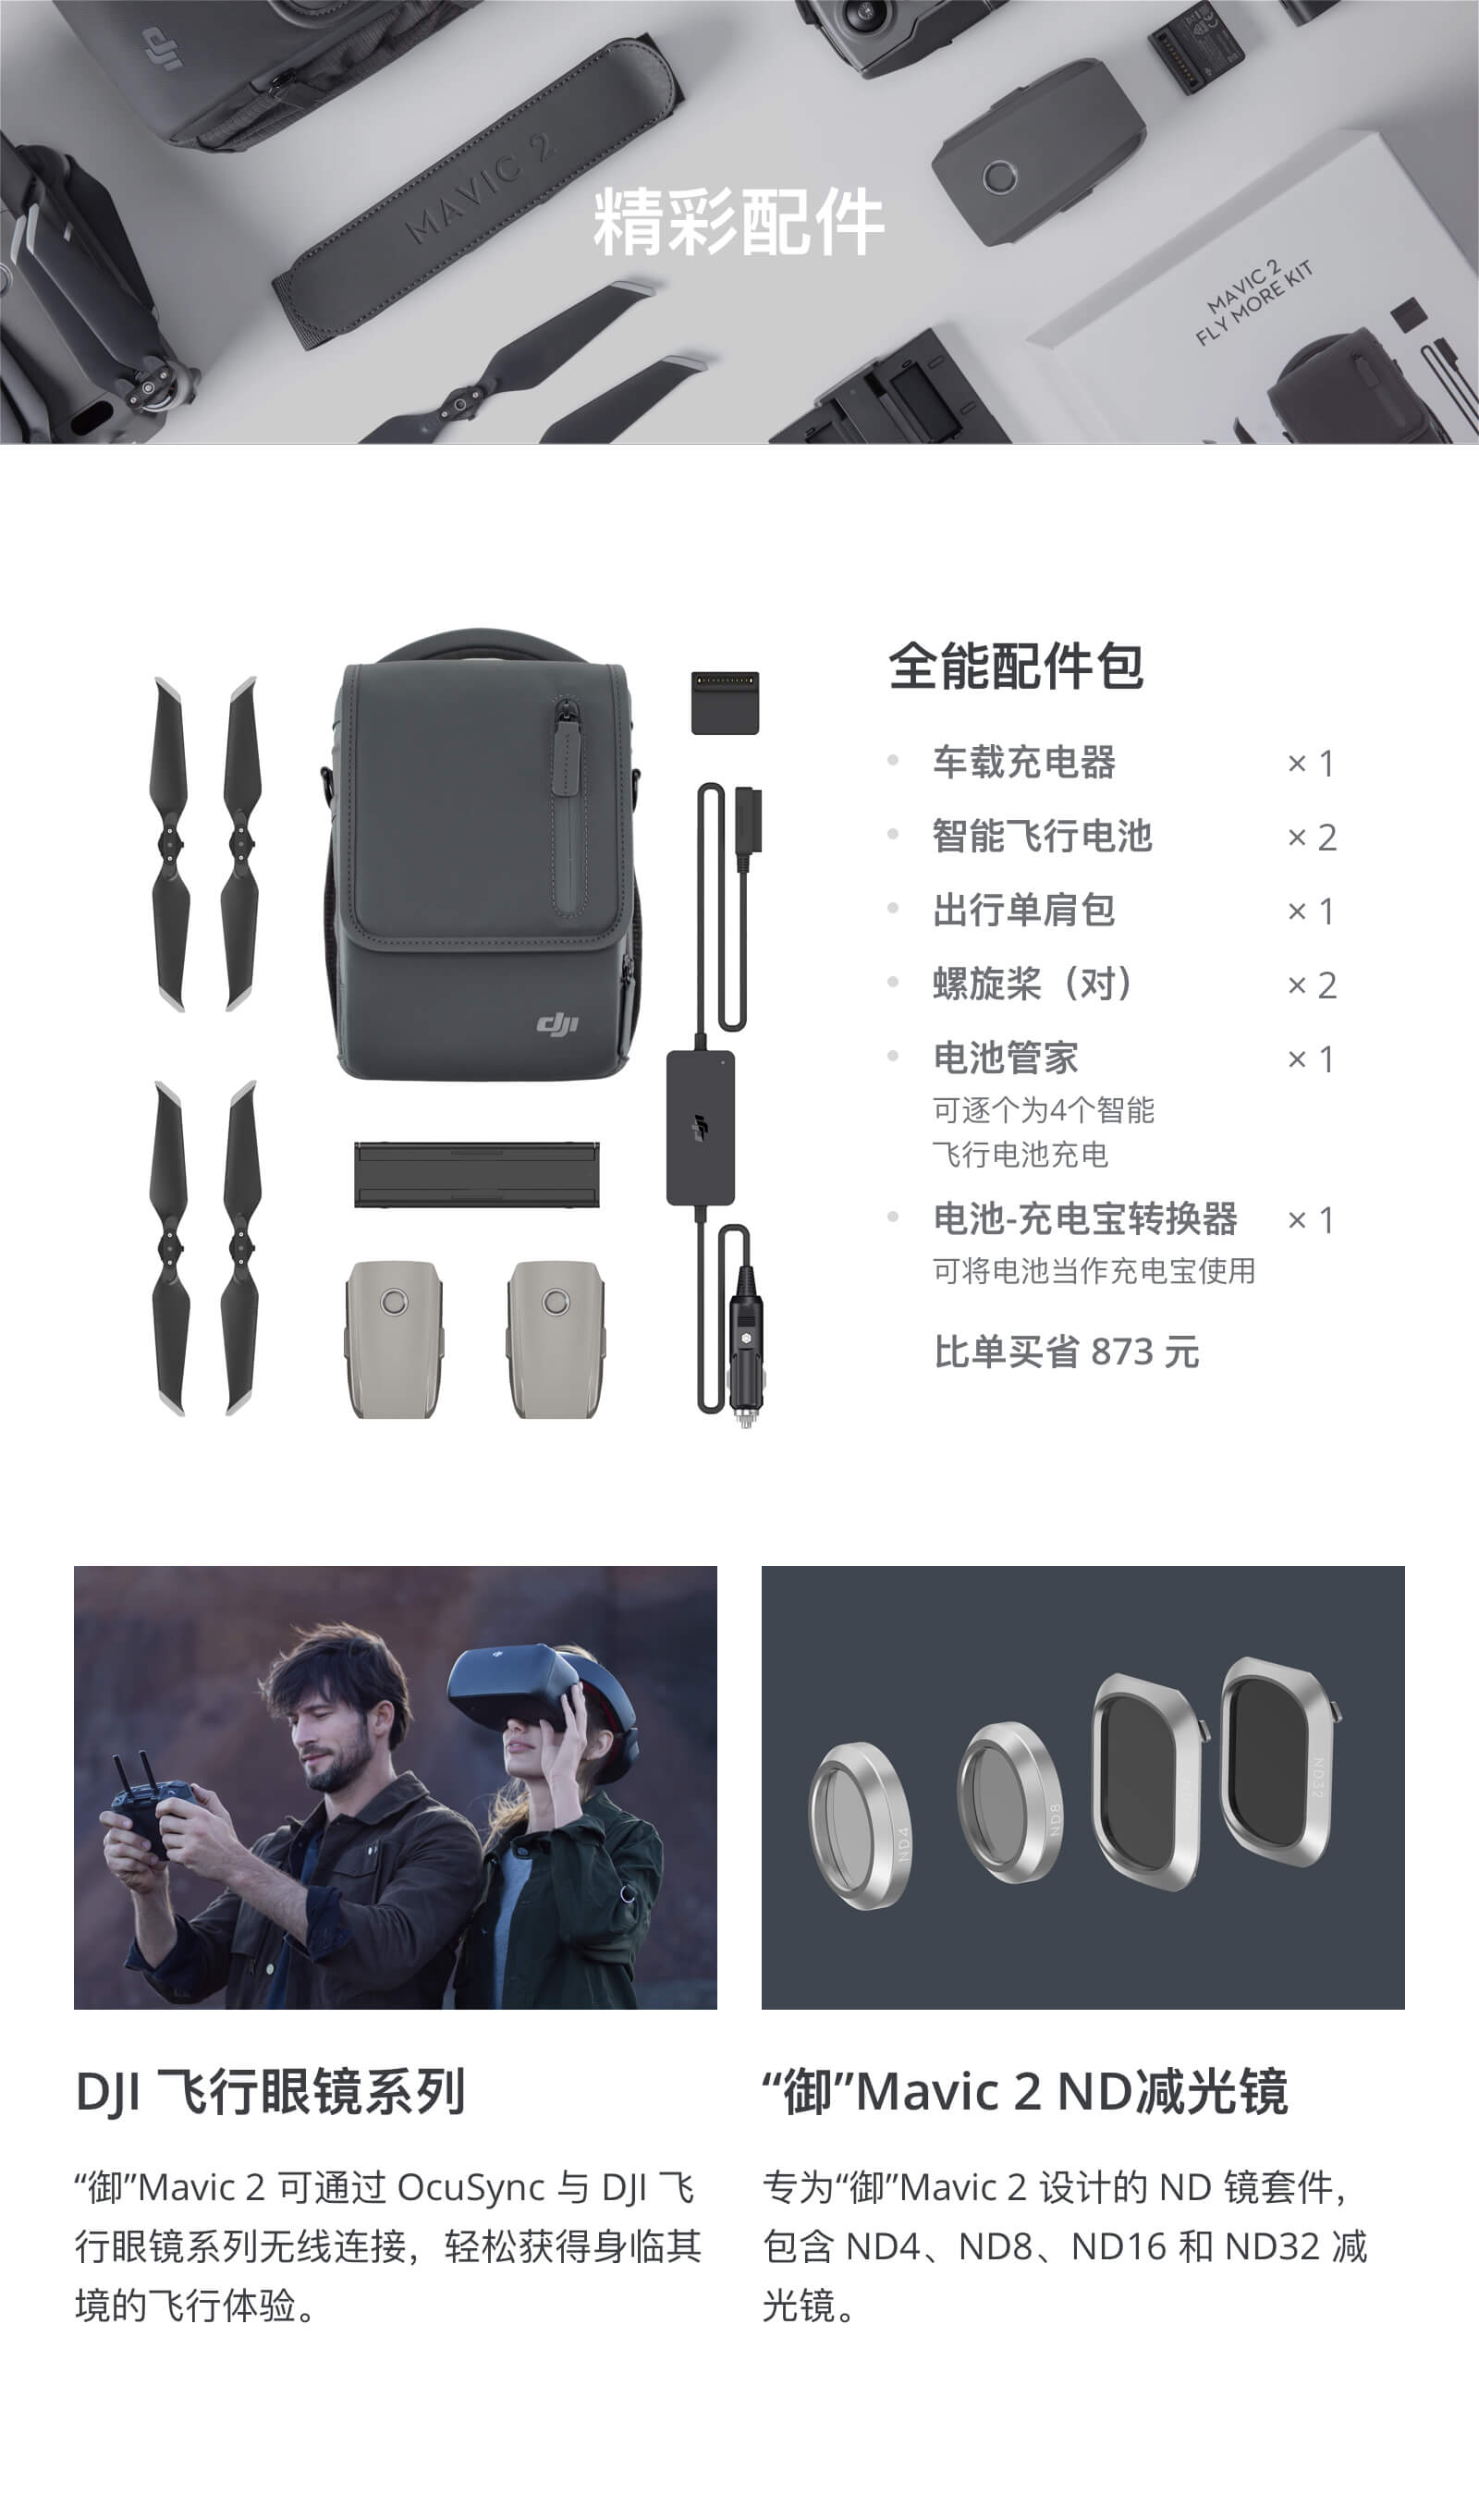 dji
MAVIC 2
精彩配件
MAVIC 2
FLY MORE KIT
全能配件包
车载充电器 × 1
智能飞行电池 × 2
出行单肩包 × 1
螺旋桨（对） × 2
电池管家 × 1
可逐个为4个智能
飞行电池充电
电池-充电宝转换器 × 1
可将电池当作充电宝使用
比单买省 873 元
dji
dji
ND4
ND8
ND32
DJI 飞行眼镜系列
“御”Mavic 2 可通过 OcuSync 与 DJI 飞
行眼镜系列无线连接，轻松获得身临其
境的飞行体验。
“御”Mavic 2 ND减光镜
专为“御”Mavic 2 设计的 ND 镜套件，
包含 ND4、ND8、ND16 和 ND32 减
光镜。